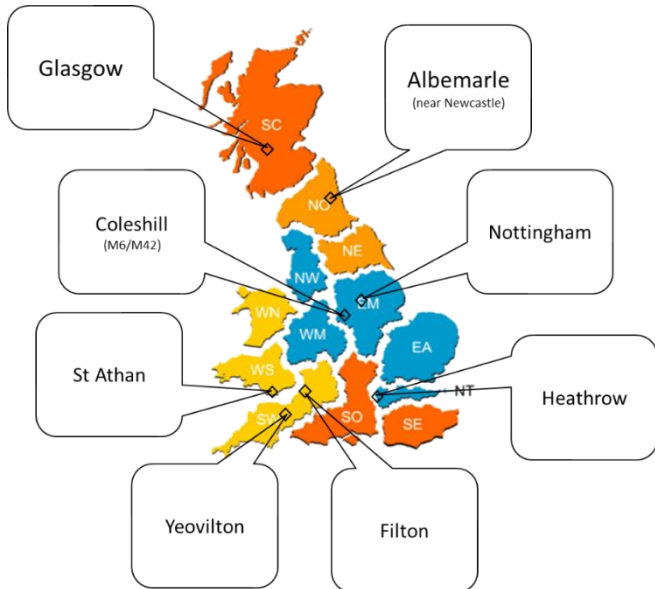 Glasgow
Albemarle
(near Newcastle)
SC
Coleshill
(M6/M42)
NO
Nottingham
NE
NW
EM
WN
WM
EA
St Athan
WS
NT
Heathrow
SW
SO
SE
Yeovilton
Filton